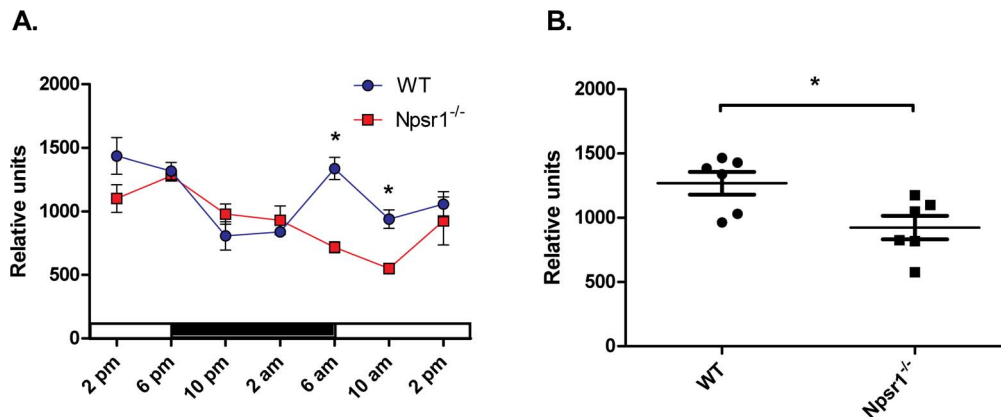 A.
WT
Npsr1-/-
Relative units
2000
1500
1000
500
0
*
*
2 pm
6 pm
10 pm
2 am
6 am
10 am
2 pm
B.
Relative units
2000
1500
1000
500
0
*
WT
Npsr1-/-